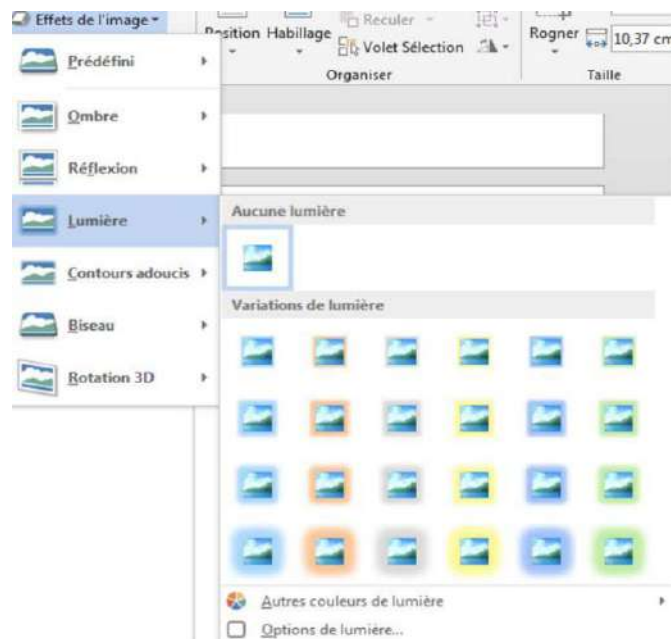 Effets de l'image
Position Habillage
Reculer
Volet Sélection
Rogner
10,37 cm
Organiser
Taille
Prédéfini
Ombre
Réflexion
Lumière
Contours adoucis
Biseau
Rotation 3D
Aucune lumière
Variations de lumière
Autres couleurs de lumière
Options de lumière...